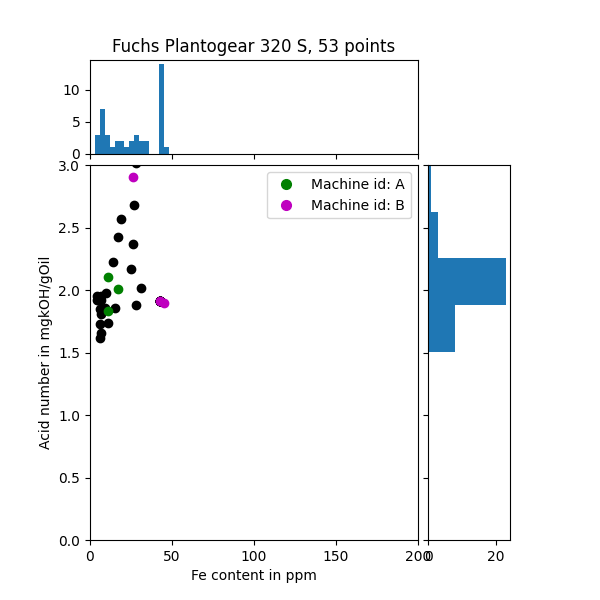 Fuchs Plantogear 320 S, 53 points
10
5
0
3.0
2.5
2.0
1.5
1.0
0.5
0.0
Acid number in mgkOH/gOil
Machine id: A
Machine id: B
0 50 100 150 200
0 20
Fe content in ppm